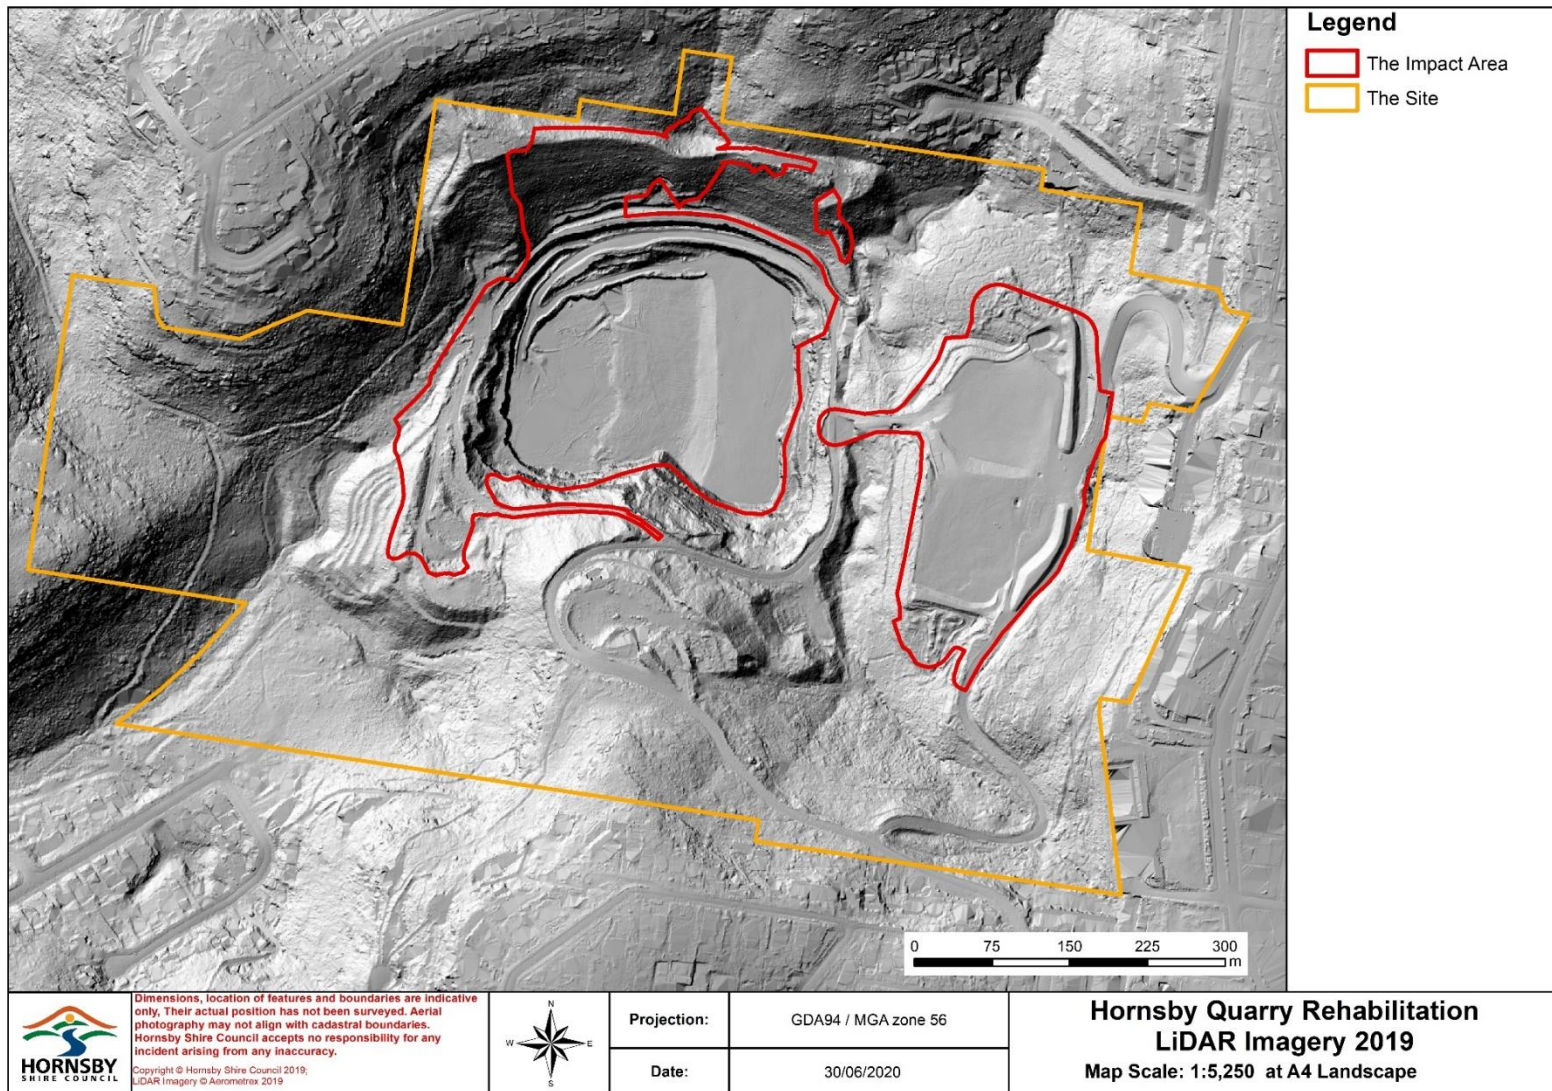 Legend
The Impact Area
The Site
0 75 150 225 300
m
HORNSBY
SHIRE COUNCIL
Dimensions, location of features and boundaries are indicative
only, Their actual position has not been surveyed. Aerial
photography may not align with cadastral boundaries.
Hornsby Shire Council accepts no responsibility for any
incident arising from any inaccuracy.
Copyright © Hornsby Shire Council 2019;
LiDAR Imagery © Aerometrex 2019
N
W E
S
Projection: GDA94 / MGA zone 56
Date: 30/06/2020
Hornsby Quarry Rehabilitation
LiDAR Imagery 2019
Map Scale: 1:5,250 at A4 Landscape